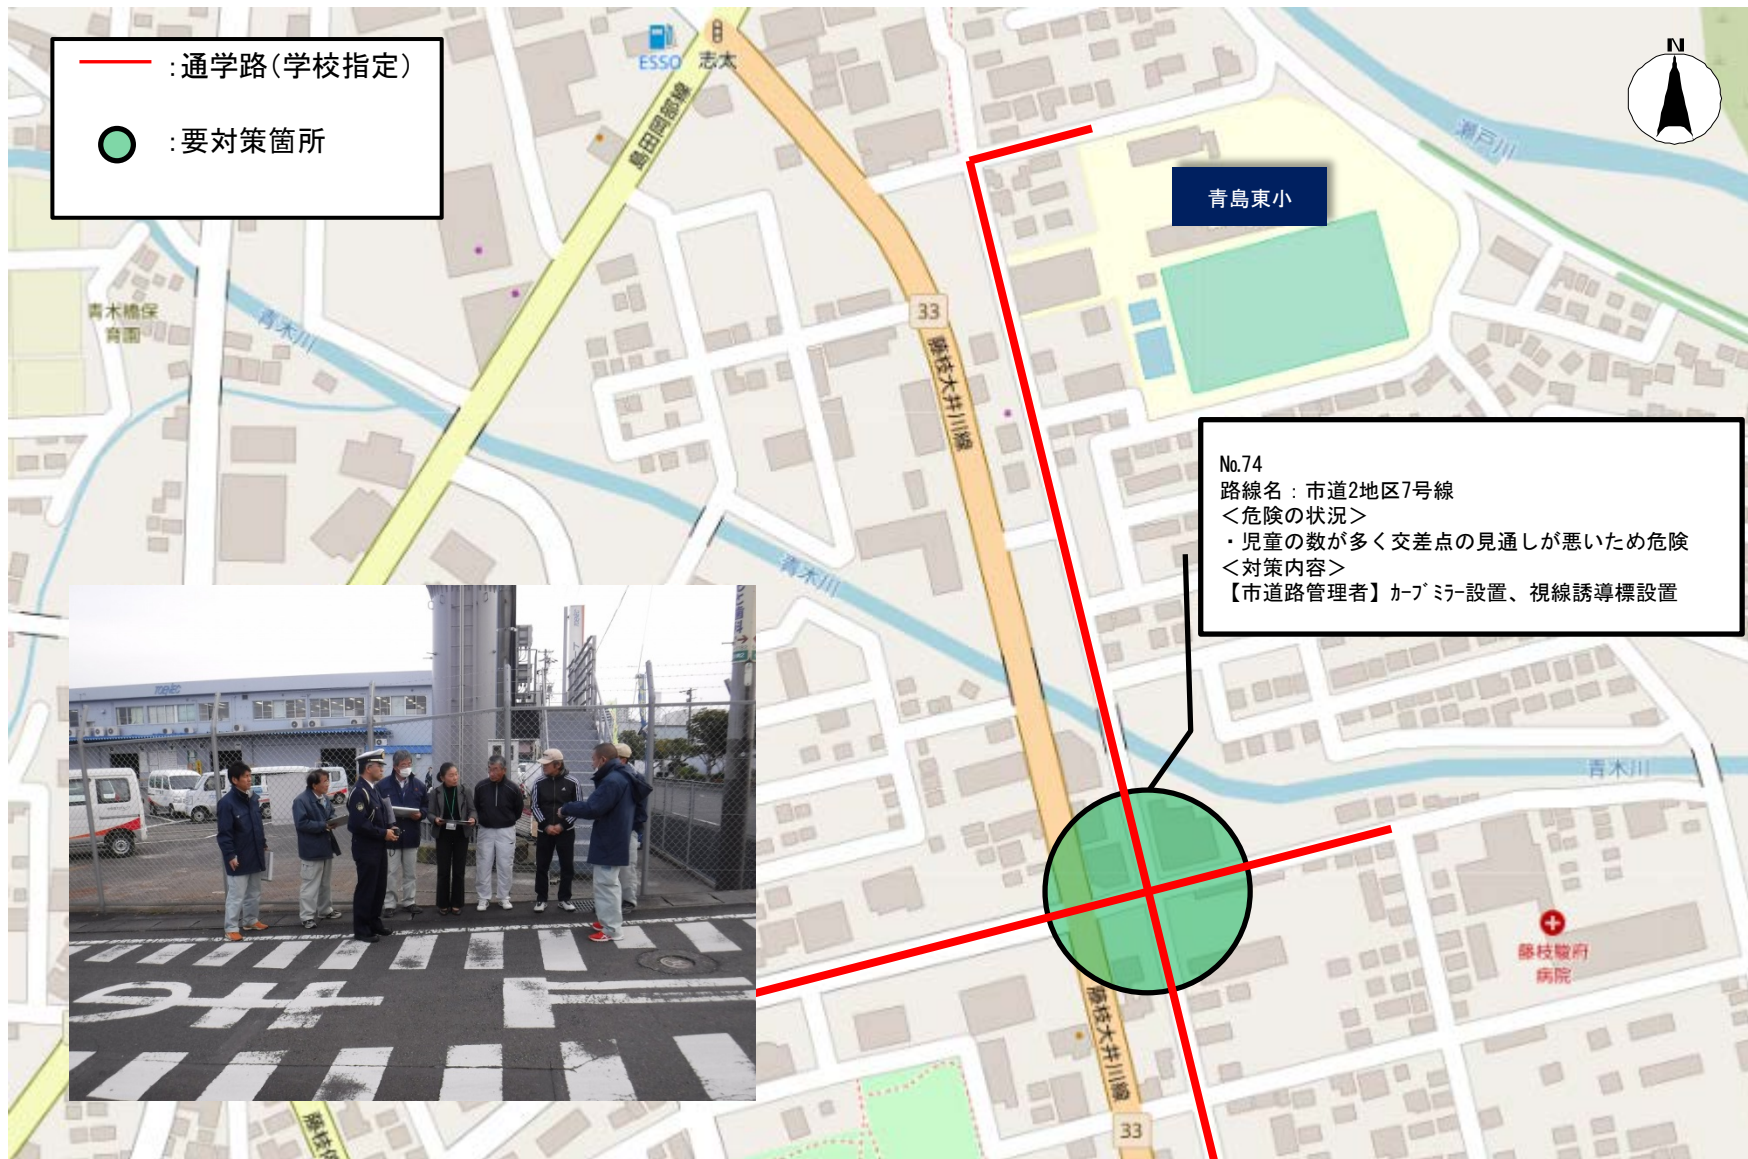 :通学路(学校指定)
:要対策箇所
N
ESSO
志太
島田岡部線
瀬戸川
青島東小
33
藤枝大井川線
青木橋保
育園
青木川
No.74
路線名：市道2地区7号線
＜危険の状況＞
・児童の数が多く交差点の見通しが悪いため危険
＜対策内容＞
【市道路管理者】ｶｰﾌﾞﾐﾗｰ設置、視線誘導標設置
青木川
青木川
藤枝駿府
病院
藤枝大井川線
33